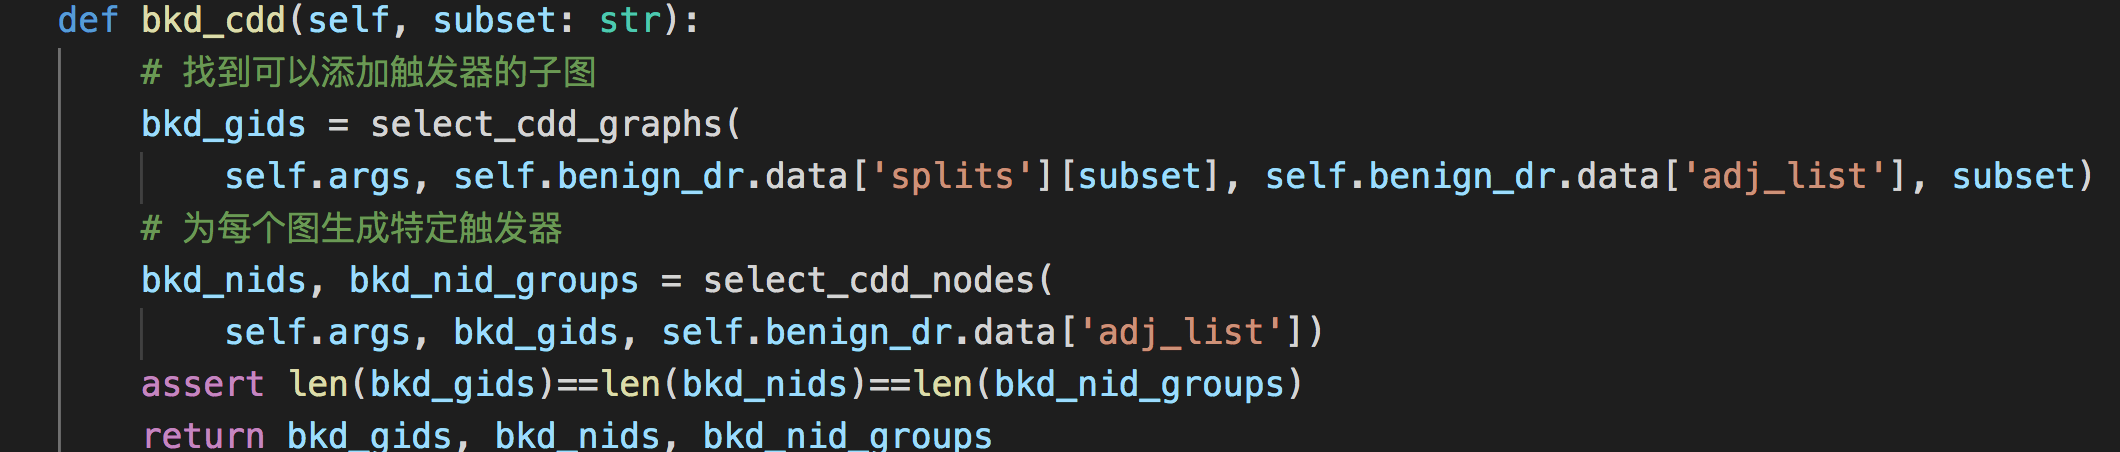 def bkd_cdd(self, subset: str):
# 找到可以添加触发器的子图
bkd_gids = select_cdd_graphs(
self.args, self.benign_dr.data['splits'][subset], self.benign_dr.data['adj_list'], subset)
# 为每个图生成特定触发器
bkd_nids, bkd_nid_groups = select_cdd_nodes(
self.args, bkd_gids, self.benign_dr.data['adj_list'])
assert len(bkd_gids)==len(bkd_nids)==len(bkd_nid_groups)
return bkd_gids, bkd_nids, bkd_nid_groups